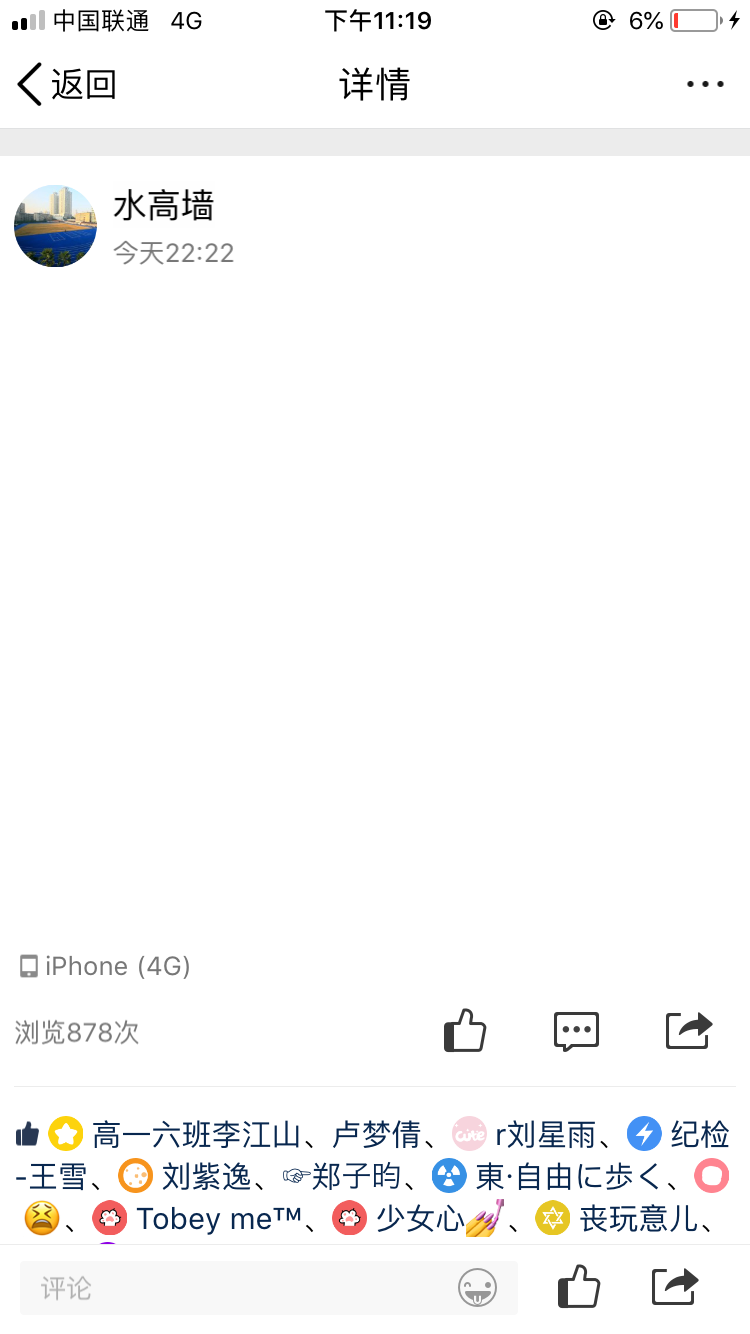 中国联通 4G 下午11:19 6%
返回 详情
水高墙
今天22:22
iPhone (4G)
浏览878次
高一六班李江山、卢梦倩、cute r刘星雨、纪检
-王雪、刘紫逸、☞郑子昀、東·自由に歩く、
😫、Tobey me™、少女心💅、丧玩意儿、
评论